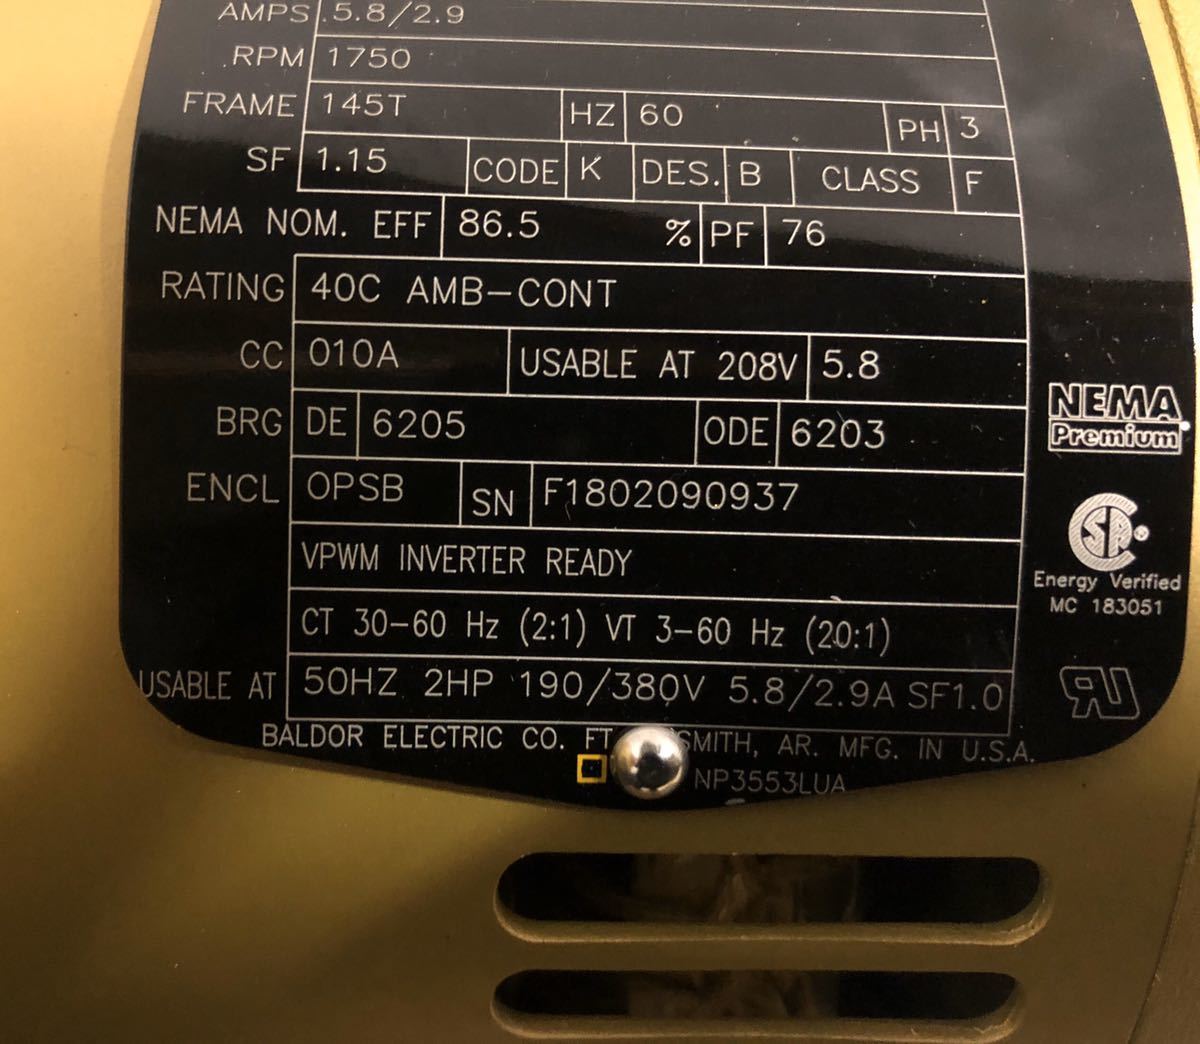 AMPS 5.8/2.9
RPM 1750
FRAME 145T HZ 60 PH 3
SF 1.15 CODE K DES. B CLASS F
NEMA NOM. EFF 86.5 % PF 76
RATING 40C AMB-CONT
CC 010A USABLE AT 208V 5.8
BRG DE 6205 ODE 6203
NEMA
Premium
ENCL OPSB SN F1802090937
SA
VPWM INVERTER READY
Energy Verified
MC 183051
CT 30-60 Hz (2:1) VT 3-60 Hz (20:1)
USABLE AT 50HZ 2HP 190/380V 5.8/2.9A SF1.0
BALDOR ELECTRIC CO. FT SMITH, AR. MFG. IN U.S.A.
NP3553LUA